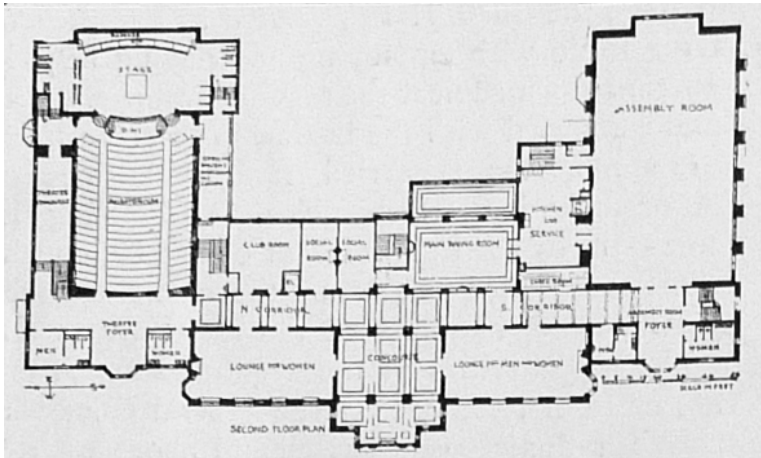 STAGE
ASSEMBLY ROOM
AUDITORIUM
KITCHEN
AND
SERVICE
CLUB ROOM
SOCIAL
ROOM
SOCIAL
ROOM
MAIN DINING ROOM
N. CORRIDOR
S. CORRIDOR
THEATRE
FOYER
FOYER
MEN
WOMEN
MEN
WOMEN
LOUNGE FOR WOMEN
CONCOURSE
LOUNGE FOR MEN AND WOMEN
SCALE IN FEET
SECOND FLOOR PLAN